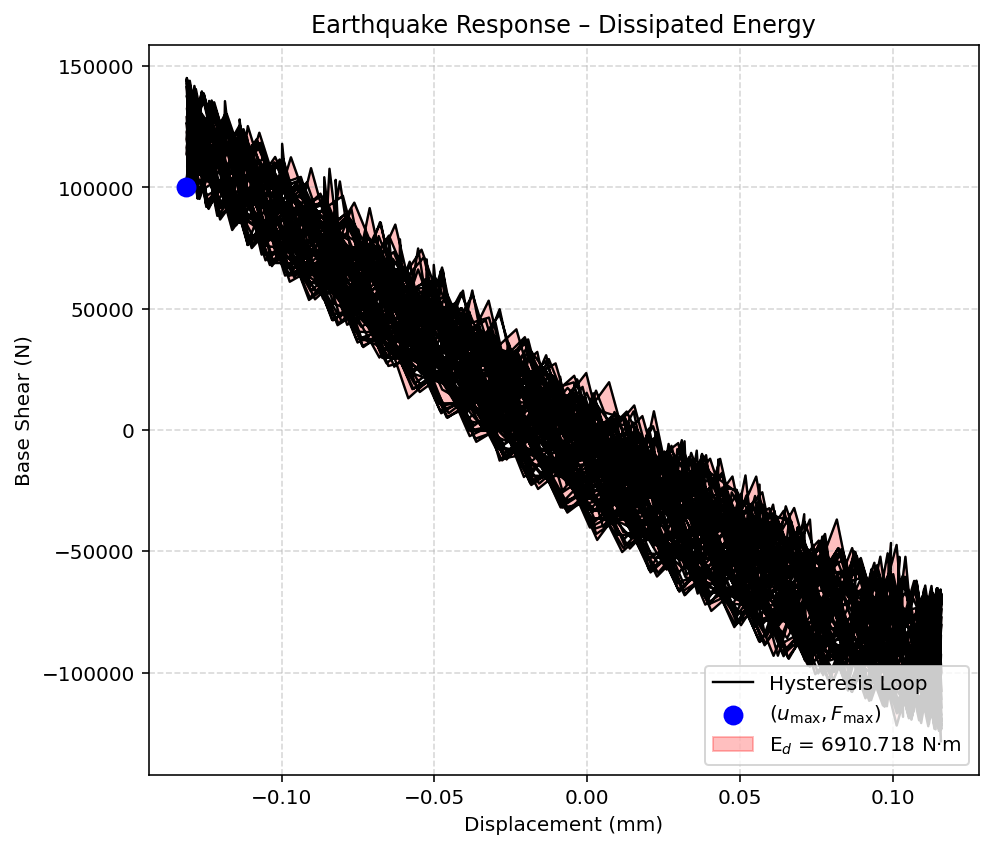 Earthquake Response – Dissipated Energy
150000
100000
50000
0
−50000
−100000
Base Shear (N)
Hysteresis Loop
(u_max, F_max)
E_d = 6910.718 N·m
−0.10
−0.05
0.00
0.05
0.10
Displacement (mm)